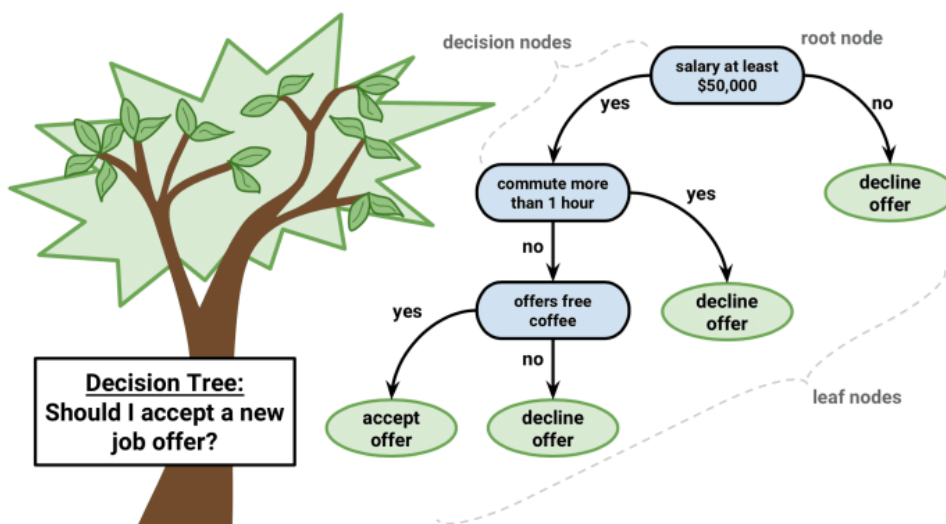 decision nodes
root node
salary at least
$50,000
yes
no
decline
offer
commute more
than 1 hour
yes
no
decline
offer
offers free
coffee
yes
no
accept
offer
decline
offer
leaf nodes
Decision Tree:
Should I accept a new
job offer?